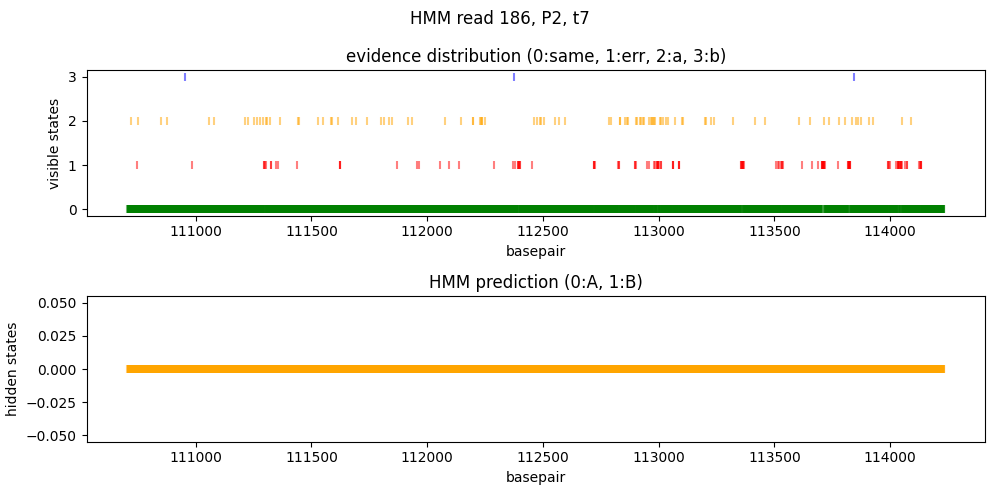 HMM read 186, P2, t7
evidence distribution (0:same, 1:err, 2:a, 3:b)
visible states
3
2
1
0
111000 111500 112000 112500 113000 113500 114000
basepair
HMM prediction (0:A, 1:B)
hidden states
0.050
0.025
0.000
−0.025
−0.050
111000 111500 112000 112500 113000 113500 114000
basepair